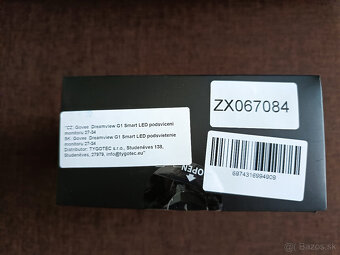 "CZ: Govee Dreamview G1 Smart LED podsvícení
monitoru 27-34
SK: Govee Dreamview G1 Smart LED podsvietenie
monitoru 27-34
Distributor: TYGOTEC s.r.o., Studeněves 138,
Studeněves, 27379, info@tygotec.eu"
ZX067084
6974316994908
OPEN
bazos.sk